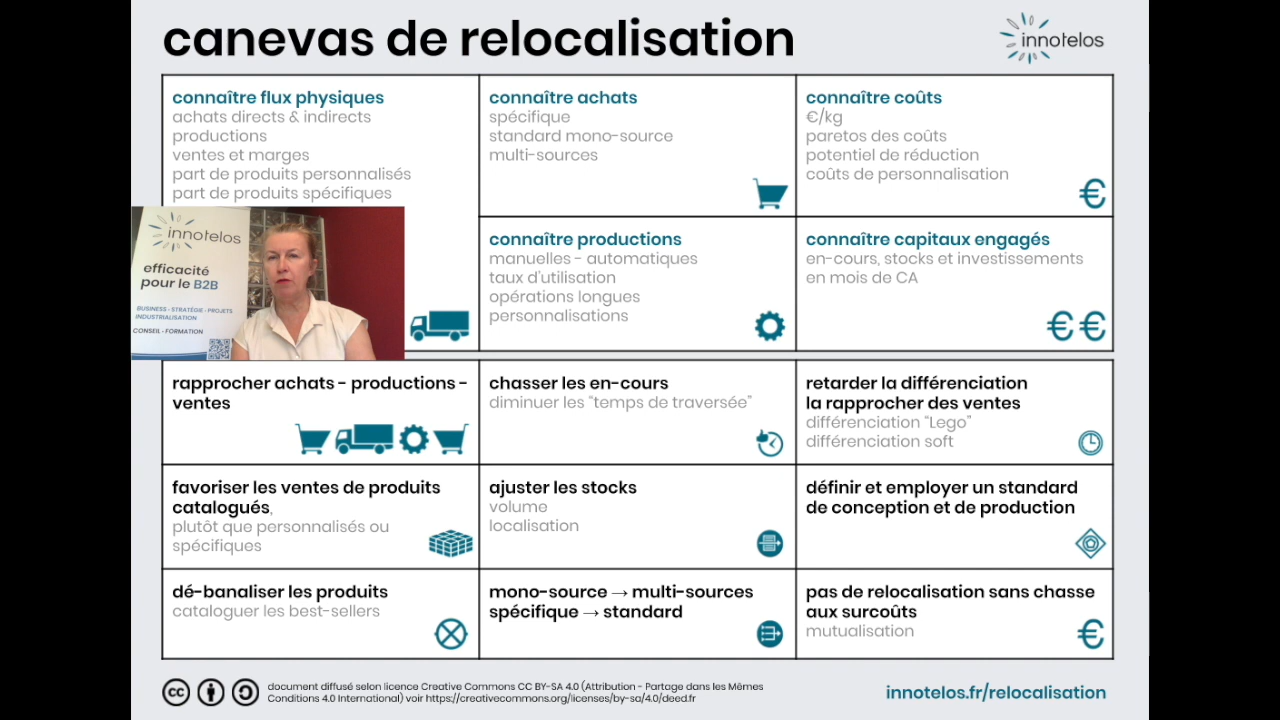 canevas de relocalisation
innotelos
connaître flux physiques
achats directs & indirects
productions
ventes et marges
part de produits personnalisés
part de produits spécifiques
connaître achats
spécifique
standard mono-source
multi-sources
connaître coûts
€/kg
paretos des coûts
potentiel de réduction
coûts de personnalisation
€
innotelos
efficacité
pour le B2B
BUSINESS - STRATÉGIE - PROJETS
INDUSTRIALISATION
CONSEIL - FORMATION
connaître productions
manuelles - automatiques
taux d'utilisation
opérations longues
personnalisations
connaître capitaux engagés
en-cours, stocks et investissements
en mois de CA
€ €
rapprocher achats - productions -
ventes
chasser les en-cours
diminuer les “temps de traversée”
retarder la différenciation
la rapprocher des ventes
différenciation “Lego”
différenciation soft
favoriser les ventes de produits
catalogués,
plutôt que personnalisés ou
spécifiques
ajuster les stocks
volume
localisation
définir et employer un standard
de conception et de production
dé-banaliser les produits
cataloguer les best-sellers
mono-source → multi-sources
spécifique → standard
pas de relocalisation sans chasse
aux surcoûts
mutualisation
€
cc
document diffusé selon licence Creative Commons CC BY-SA 4.0 (Attribution - Partage dans les Mêmes
Conditions 4.0 International) voir https://creativecommons.org/licenses/by-sa/4.0/deed.fr
innotelos.fr/relocalisation